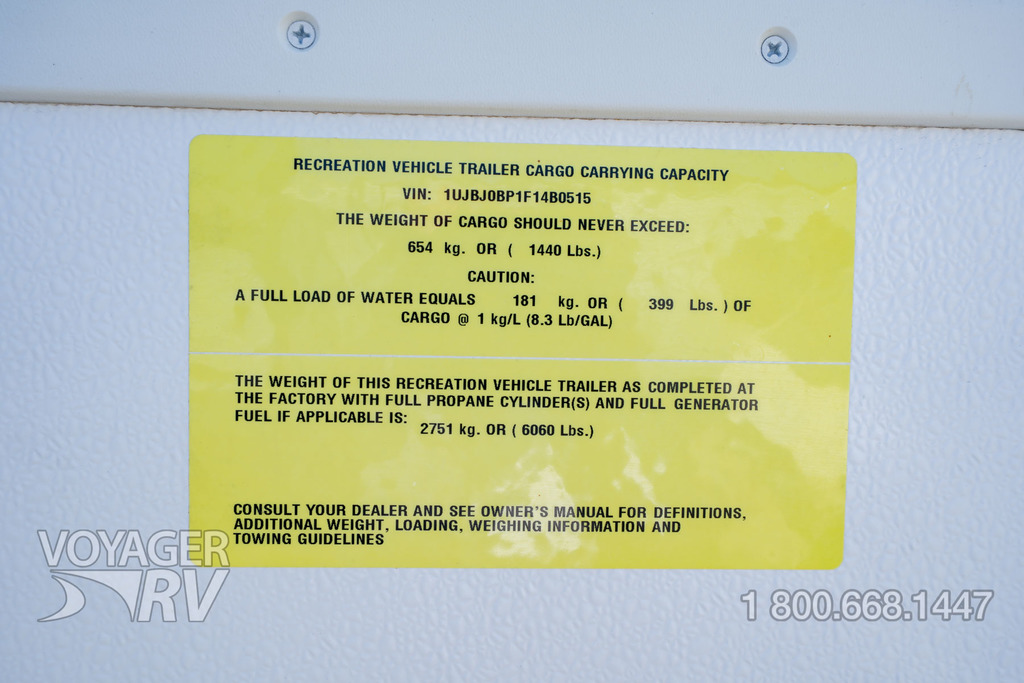 RECREATION VEHICLE TRAILER CARGO CARRYING CAPACITY
VIN: 1UJBJ0BP1F14B0515
THE WEIGHT OF CARGO SHOULD NEVER EXCEED:
654 kg. OR ( 1440 Lbs.)
CAUTION:
A FULL LOAD OF WATER EQUALS 181 kg. OR ( 399 Lbs. ) OF
CARGO @ 1 kg/L (8.3 Lb/GAL)
THE WEIGHT OF THIS RECREATION VEHICLE TRAILER AS COMPLETED AT
THE FACTORY WITH FULL PROPANE CYLINDER(S) AND FULL GENERATOR
FUEL IF APPLICABLE IS:
2751 kg. OR ( 6060 Lbs.)
CONSULT YOUR DEALER AND SEE OWNER'S MANUAL FOR DEFINITIONS,
ADDITIONAL WEIGHT, LOADING, WEIGHING INFORMATION AND
TOWING GUIDELINES
VOYAGER
RV
1 800.668.1447